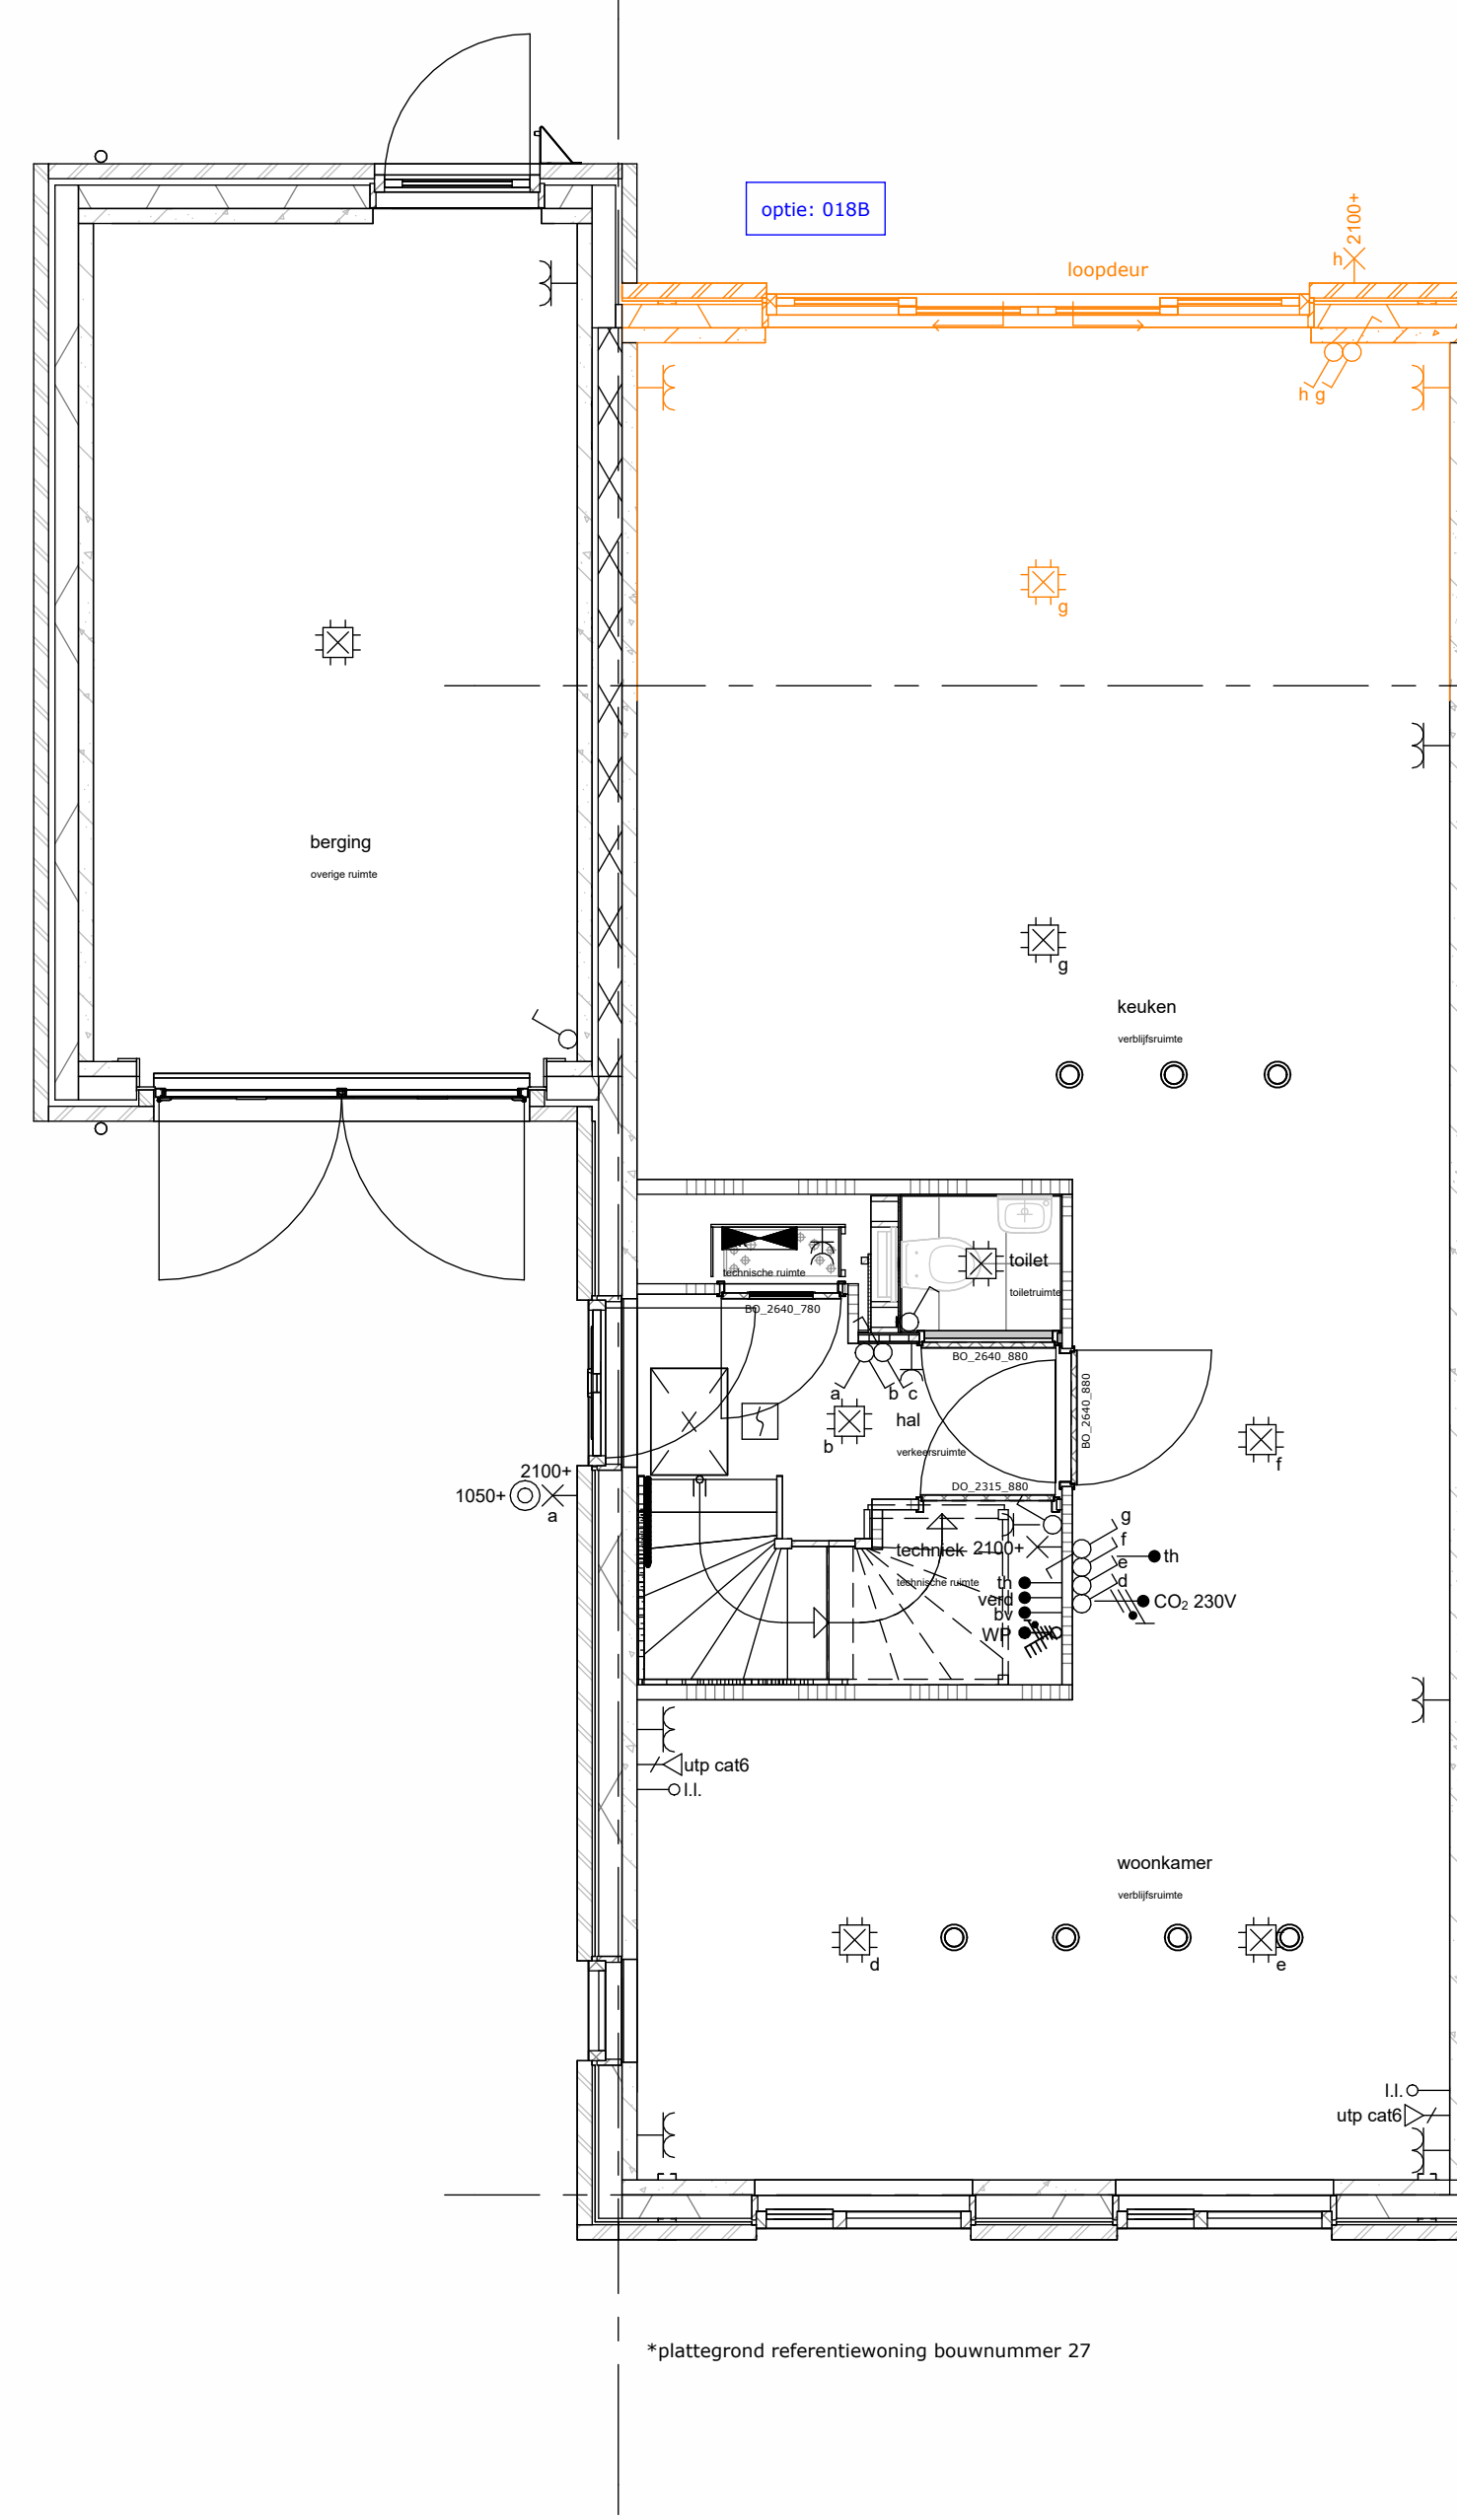 optie: 018B
2100+
h
loopdeur
h g
g
berging
overige ruimte
g
keuken
verblijfsruimte
toilet
toiletruimte
technische ruimte
BO_2640_780
BO_2640_880
BO_2640_880
a
b c
hal
b
verkeersruimte
f
2100+
1050+
a
DO_2315_880
techniek
2100+
technische ruimte
th
verd
bv
WP
g
f
e
d
th
CO₂ 230V
utp cat6
l.l.
woonkamer
verblijfsruimte
d
e
l.l.
utp cat6
*plattegrond referentiewoning bouwnummer 27